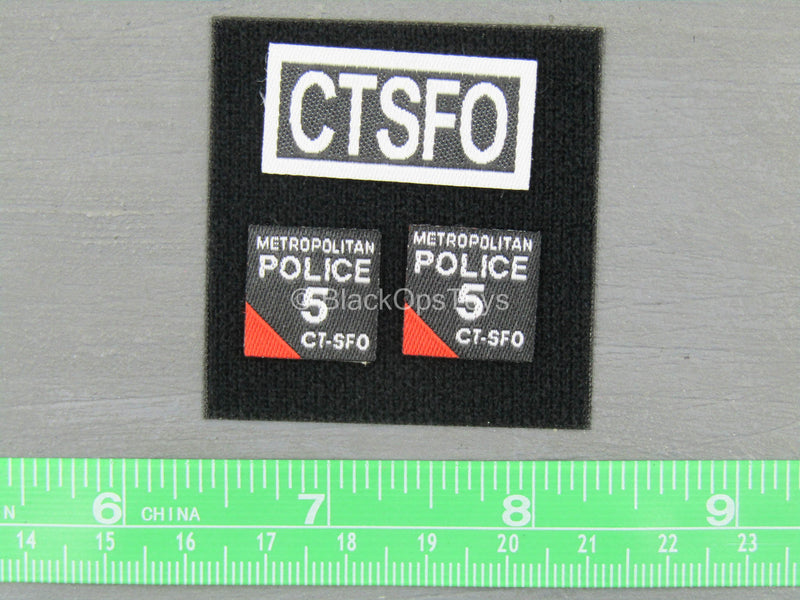 CTSFO
METROPOLITAN
POLICE
5
CT-SFO
METROPOLITAN
POLICE
5
CT-SFO
© BlackOpsToys
N 6 CHINA 7 8 9
14 15 16 17 18 19 20 21 22 23